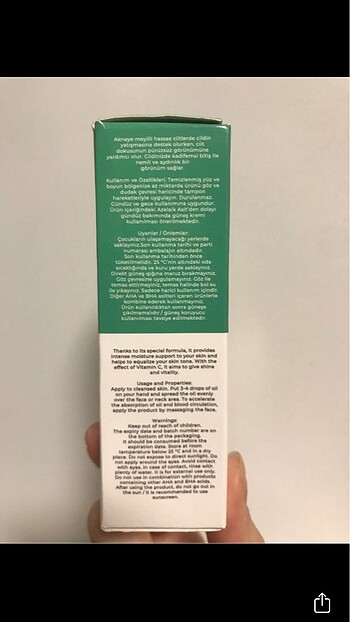 Akneye meyilli hassas ciltlerde cildin
yatışmasına destek olurken, cilt
dokusunun pürüzsüz görünümüne
yardımcı olur. Cildinizde kadifemsi bitiş ile
nemli ve aydınlık bir
görünüm sağlar.
Kullanım ve Özellikleri: Temizlenmiş yüz ve
boyun bölgenize az miktarda ürünü göz ve
dudak çevresi haricinde tampon
hareketleriyle uygulayın. Durulanmaz.
Gündüz ve gece kullanımına uygundur.
Ürün içeriğindeki Azelaik Asit'den dolayı
gündüz bakımında güneş kremi
kullanılması önerilmektedir.
Uyarılar / Önlemler:
Çocukların ulaşamayacağı yerlerde
saklayınız. Son kullanma tarihi ve parti
numarası ambalajın altındadır.
Son kullanma tarihinden önce
tüketilmelidir. 25 °C'nin altındaki oda
sıcaklığında ve kuru yerde saklayınız.
Direkt güneş ışığına maruz bırakmayınız.
Göz çevresine uygulamayınız. Göz ile
temas ettirmeyiniz, temas halinde bol su
ile yıkayınız. Sadece harici kullanım içindir.
Diğer AHA ve BHA asitleri içeren ürünlerle
kombine ederek kullanmayınız.
Ürün kullanıldıktan sonra güneşe
çıkılmamalıdır / güneş koruyucu
kullanılması tavsiye edilmektedir.
Thanks to its special formula, it provides
intense moisture support to your skin and
helps to equalize your skin tone. With the
effect of Vitamin C, it aims to give shine
and vitality.
Usage and Properties:
Apply to cleansed skin. Put 3-4 drops of oil
on your hand and spread the oil evenly
over the face or neck area. To accelerate
the absorption of oil and blood circulation,
apply the product by massaging the face.
Warnings:
Keep out of reach of children.
The expiry date and batch number are on
the bottom of the packaging.
It should be consumed before the
expiration date. Store at room
temperature below 25 °C and in a dry
place. Do not expose to direct sunlight. Do
not apply around the eyes. Avoid contact
with eyes. In case of contact, rinse with
plenty of water. It is for external use only.
Do not use in combination with products
containing other AHA and BHA acids.
After using the product, do not go out in
the sun / it is recommended to use
sunscreen.